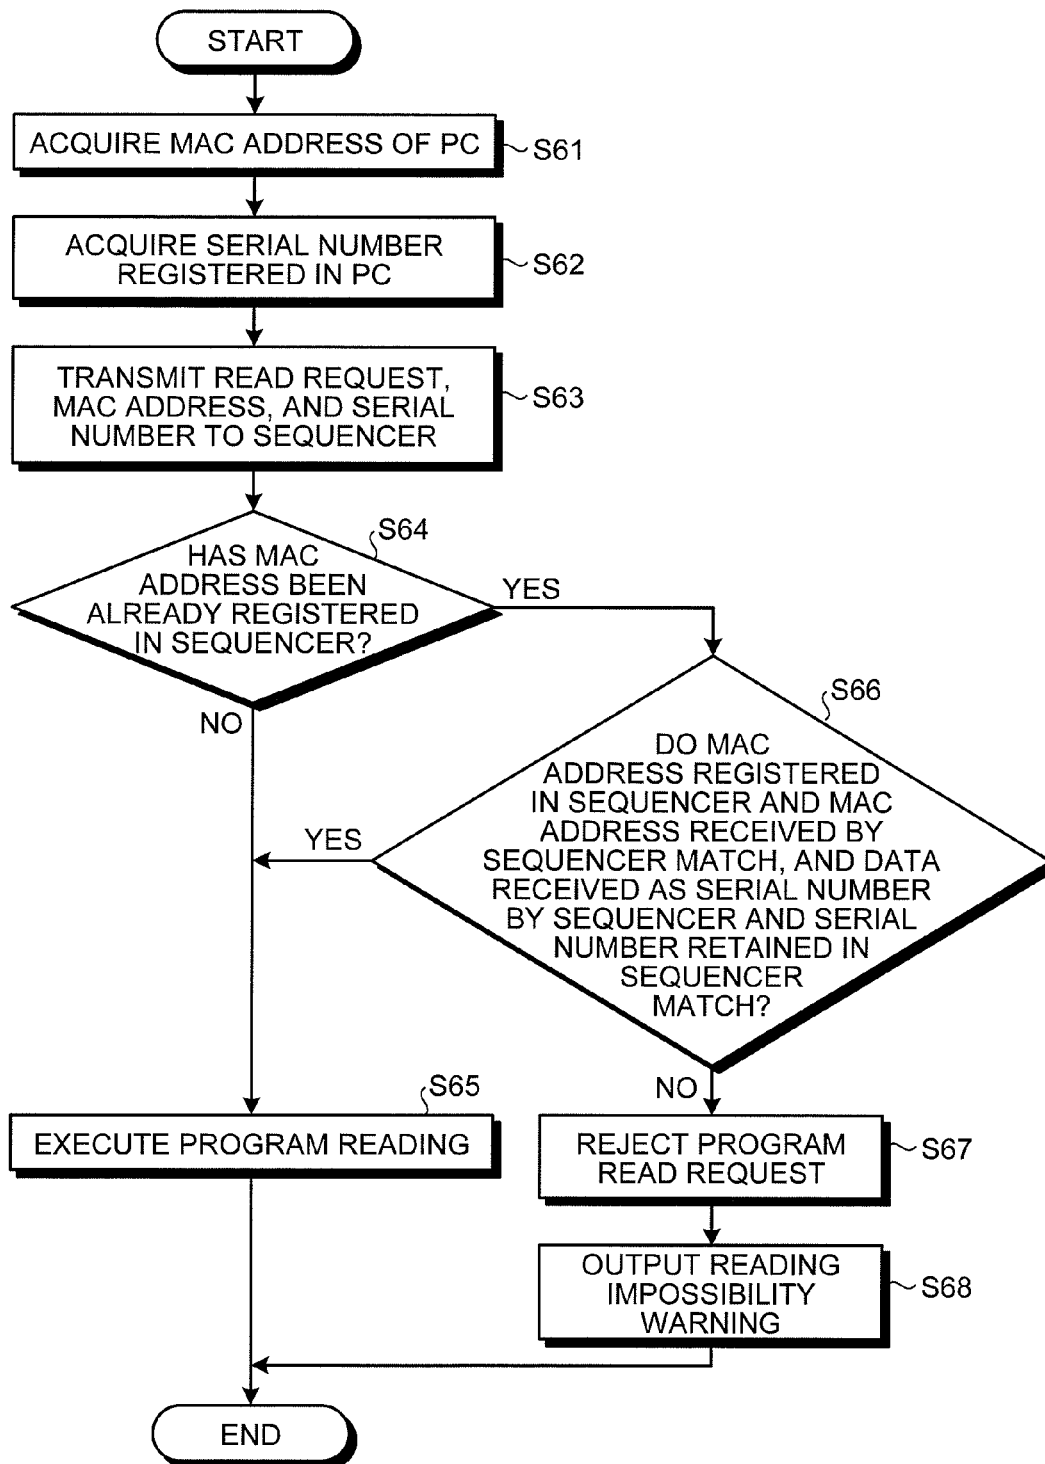 START
ACQUIRE MAC ADDRESS OF PC
S61
ACQUIRE SERIAL NUMBER
REGISTERED IN PC
S62
TRANSMIT READ REQUEST,
MAC ADDRESS, AND SERIAL
NUMBER TO SEQUENCER
S63
S64
HAS MAC
ADDRESS BEEN
ALREADY REGISTERED
IN SEQUENCER?
YES
NO
S66
DO MAC
ADDRESS REGISTERED
IN SEQUENCER AND MAC
ADDRESS RECEIVED BY
SEQUENCER MATCH, AND DATA
RECEIVED AS SERIAL NUMBER
BY SEQUENCER AND SERIAL
NUMBER RETAINED IN
SEQUENCER
MATCH?
YES
NO
S65
EXECUTE PROGRAM READING
REJECT PROGRAM
READ REQUEST
S67
OUTPUT READING
IMPOSSIBILITY
WARNING
S68
END